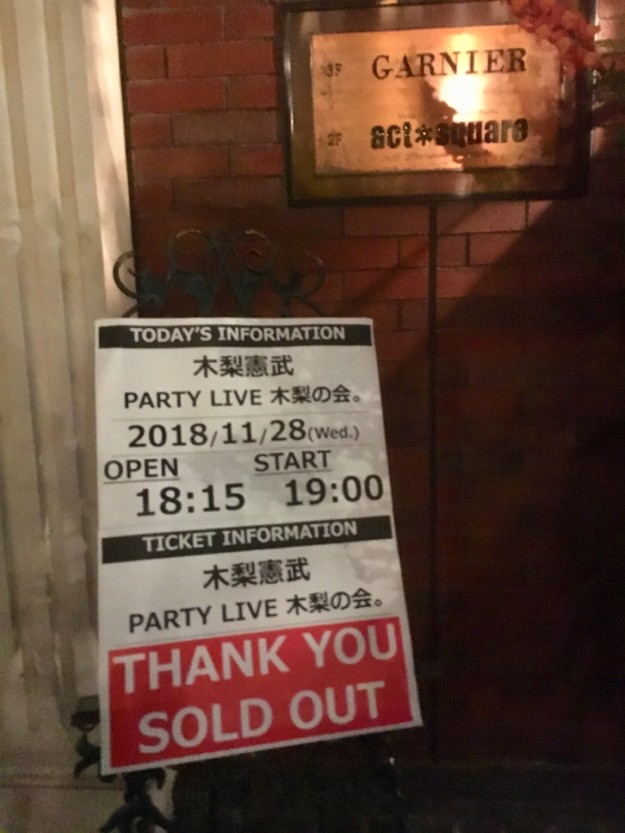 3F GARNIER
2F act*square
TODAY'S INFORMATION
木梨憲武
PARTY LIVE 木梨の会。
2018/11/28(Wed.)
OPEN START
18:15 19:00
TICKET INFORMATION
木梨憲武
PARTY LIVE 木梨の会。
THANK YOU
SOLD OUT